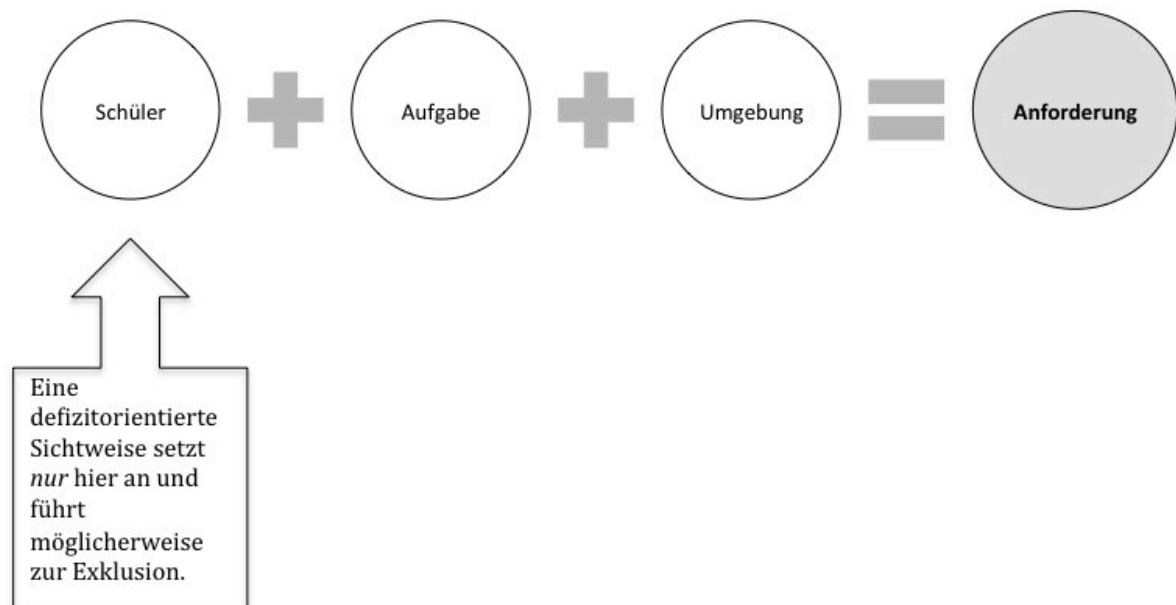 Schüler
Aufgabe
Umgebung
Anforderung
Eine
defizitorientierte
Sichtweise setzt
nur hier an und
führt
möglicherweise
zur Exklusion.